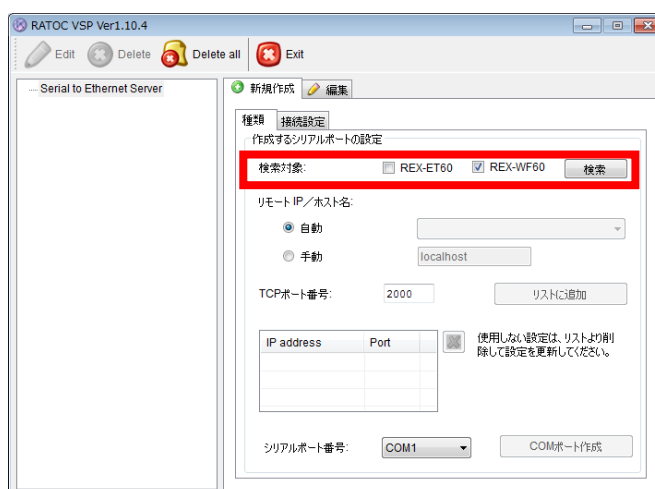 RATOC VSP Ver1.10.4
Edit Delete Delete all Exit
Serial to Ethernet Server
新規作成 編集
種類 接続設定
作成するシリアルポートの設定
検索対象: REX-ET60 REX-WF60 検索
リモート IP／ホスト名:
自動
手動 localhost
TCPポート番号: 2000 リストに追加
IP address Port
使用しない設定は、リストより削
除して設定を更新してください。
シリアルポート番号: COM1 COMポート作成